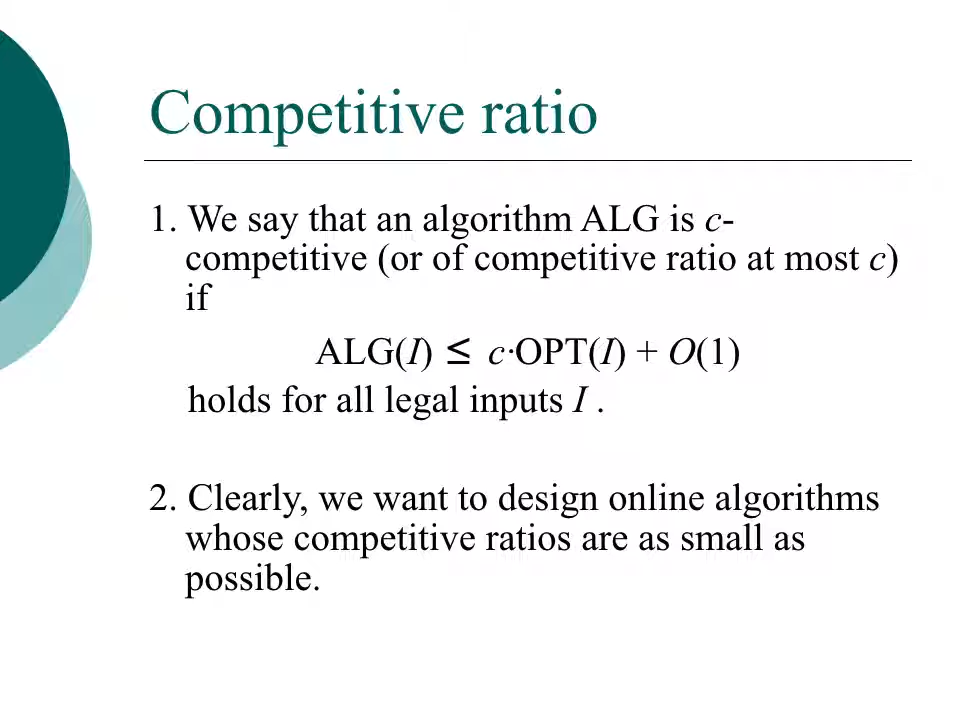 Competitive ratio
1. We say that an algorithm ALG is c-
competitive (or of competitive ratio at most c)
if
ALG(I) ≤ c·OPT(I) + O(1)
holds for all legal inputs I .
2. Clearly, we want to design online algorithms
whose competitive ratios are as small as
possible.